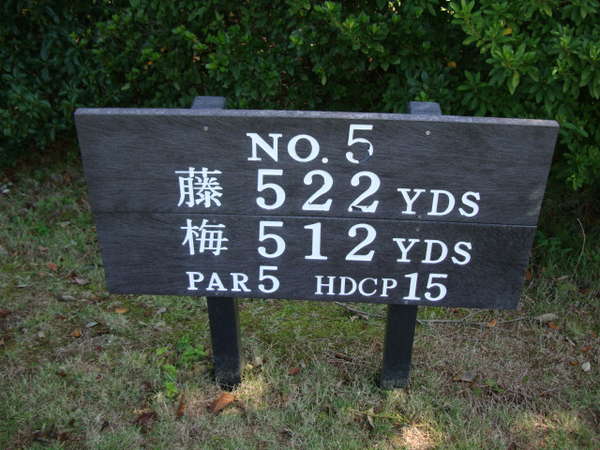 NO. 5
藤 522 YDS
梅 512 YDS
PAR 5 HDCP 15